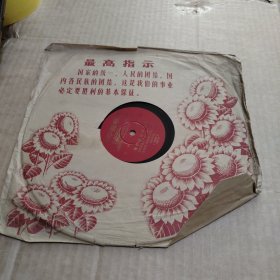 最高指示
国家的统一，人民的团结，国
内各民族的团结，这是我们的事业
必定要胜利的基本保证。